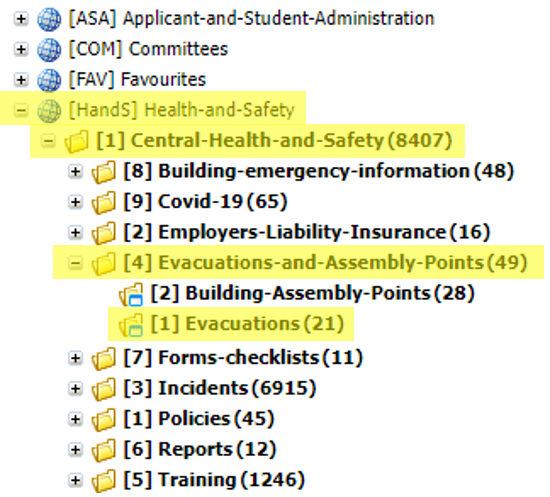 [ASA] Applicant-and-Student-Administration
[COM] Committees
[FAV] Favourites
[HandS] Health-and-Safety
[1] Central-Health-and-Safety (8407)
[8] Building-emergency-information (48)
[9] Covid-19 (65)
[2] Employers-Liability-Insurance (16)
[4] Evacuations-and-Assembly-Points (49)
[2] Building-Assembly-Points (28)
[1] Evacuations (21)
[7] Forms-checklists (11)
[3] Incidents (6915)
[1] Policies (45)
[6] Reports (12)
[5] Training (1246)